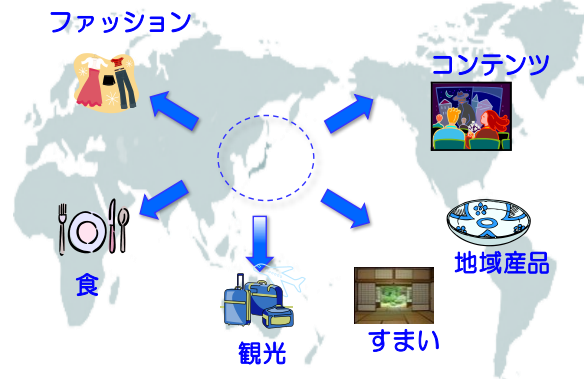 ファッション
コンテンツ
食
地域産品
観光
すまい